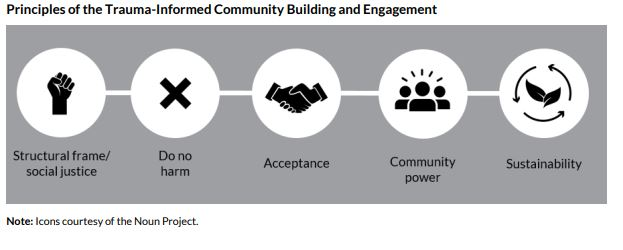 Principles of the Trauma-Informed Community Building and Engagement
Structural frame/
social justice
Do no
harm
Acceptance
Community
power
Sustainability
Note: Icons courtesy of the Noun Project.